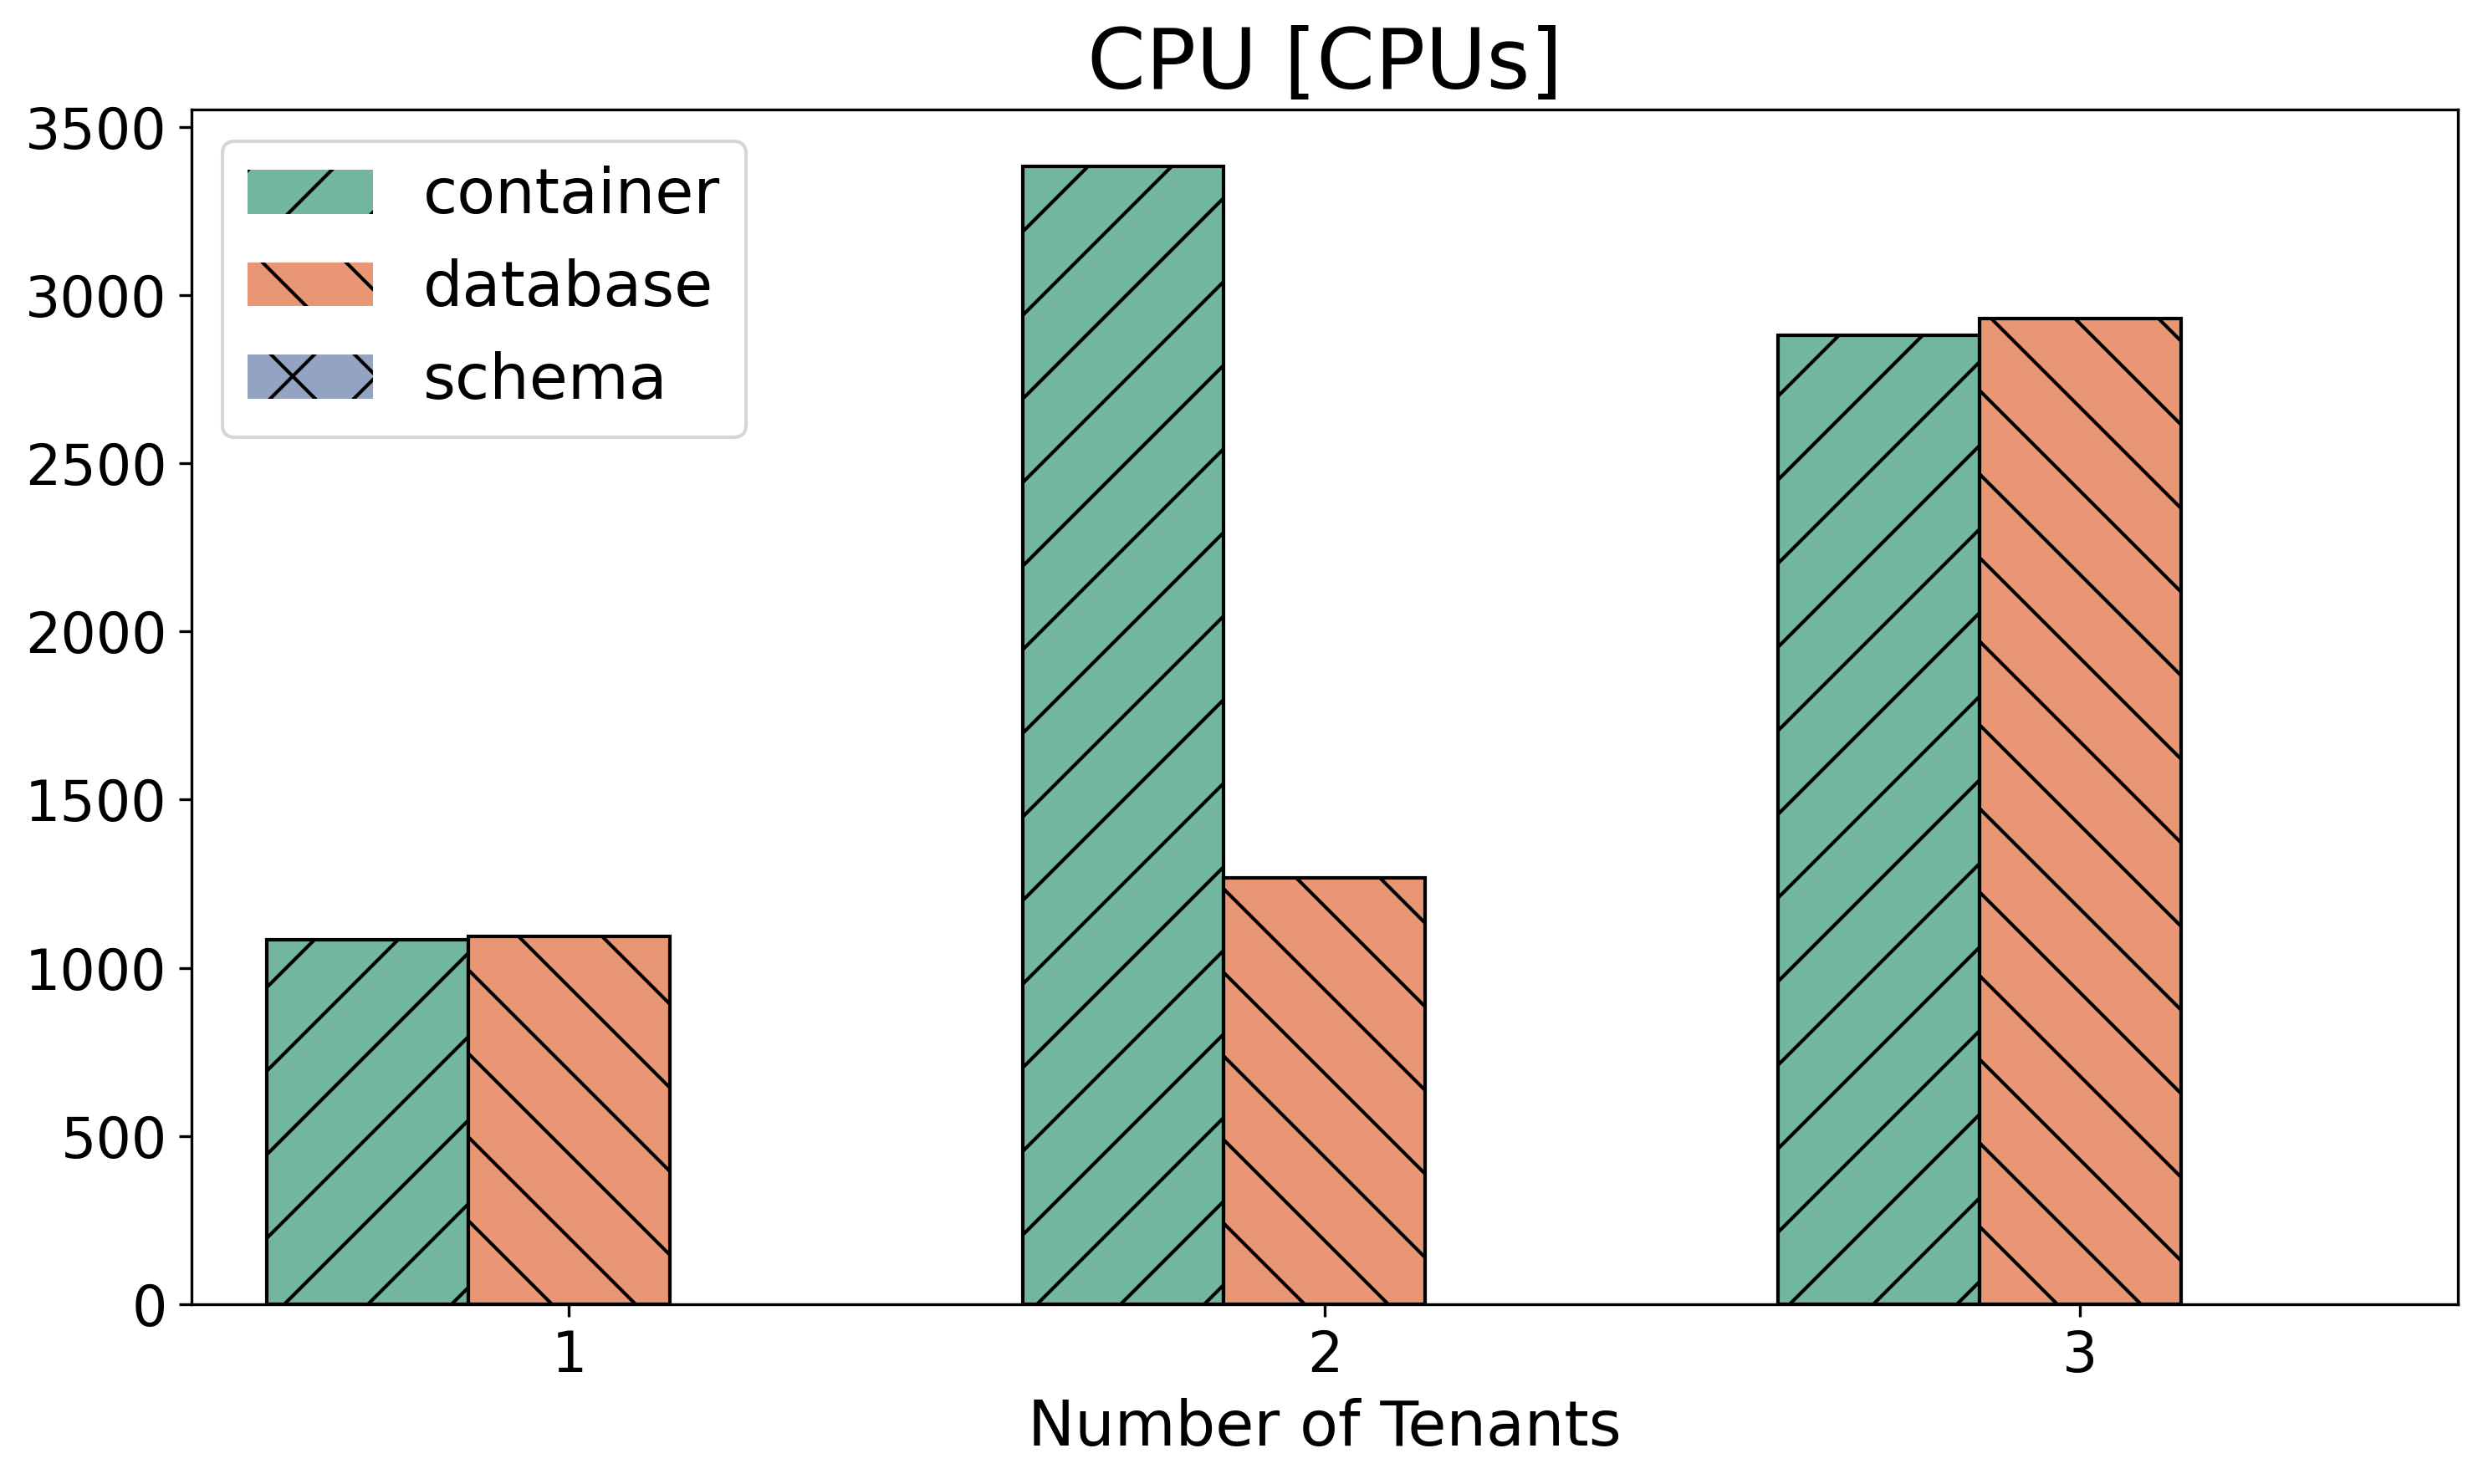 CPU [CPUs]
3500
3000
2500
2000
1500
1000
500
0
container
database
schema
1 2 3
Number of Tenants